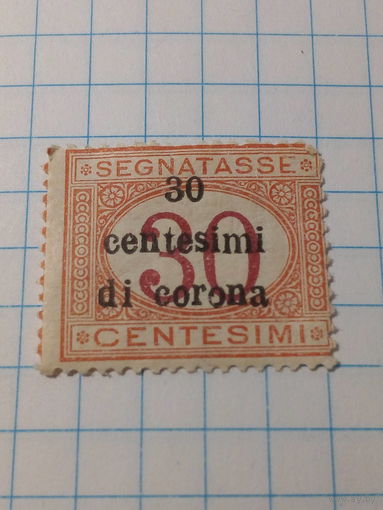 SEGNATASSE
30
centesimi
30
di corona
CENTESIMI